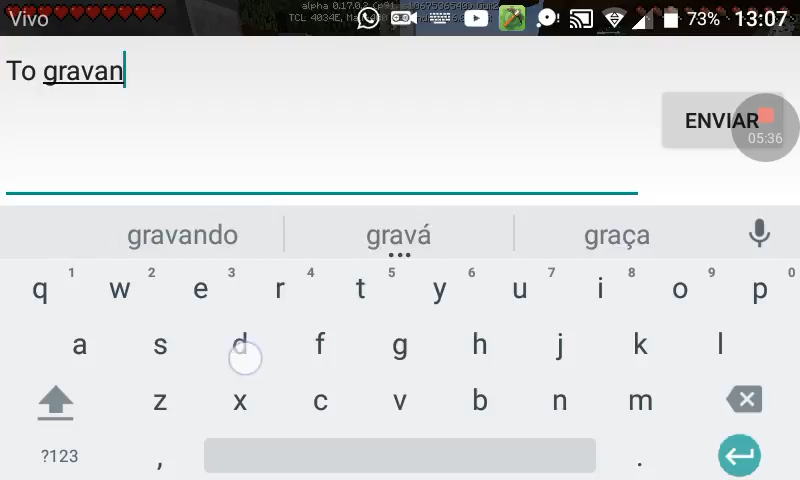 Vivo
73% 13:07
To gravan
ENVIAR
05:36
gravando gravá graça
q 1 w 2 e 3 r 4 t 5 y 6 u 7 i 8 o 9 p 0
a s d f g h j k l
z x c v b n m
?123 , .